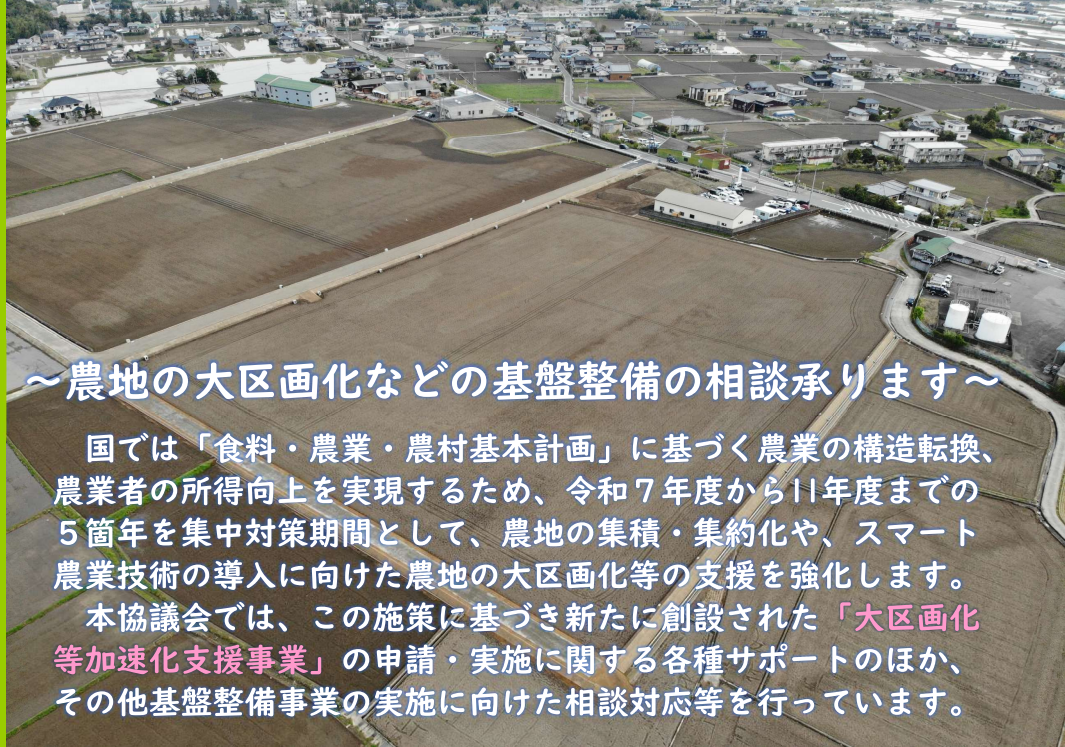 ～農地の大区画化などの基盤整備の相談承ります～
国では「食料・農業・農村基本計画」に基づく農業の構造転換、
農業者の所得向上を実現するため、令和７年度から11年度までの
５箇年を集中対策期間として、農地の集積・集約化や、スマート
農業技術の導入に向けた農地の大区画化等の支援を強化します。
本協議会では、この施策に基づき新たに創設された「大区画化
等加速化支援事業」の申請・実施に関する各種サポートのほか、
その他基盤整備事業の実施に向けた相談対応等を行っています。